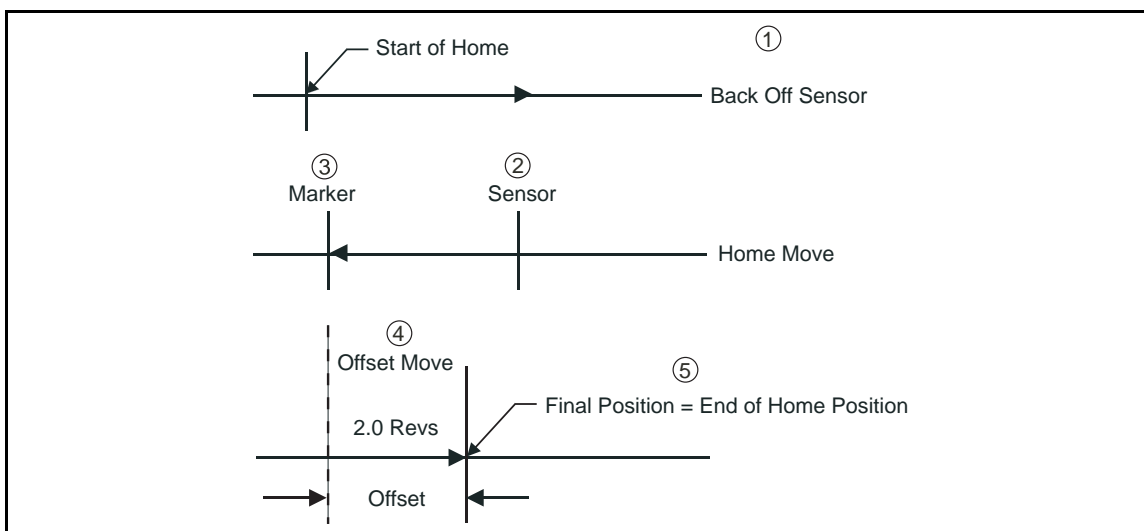 ①
Start of Home
Back Off Sensor
③
②
Marker
Sensor
Home Move
④
Offset Move
⑤
Final Position = End of Home Position
2.0 Revs
Offset